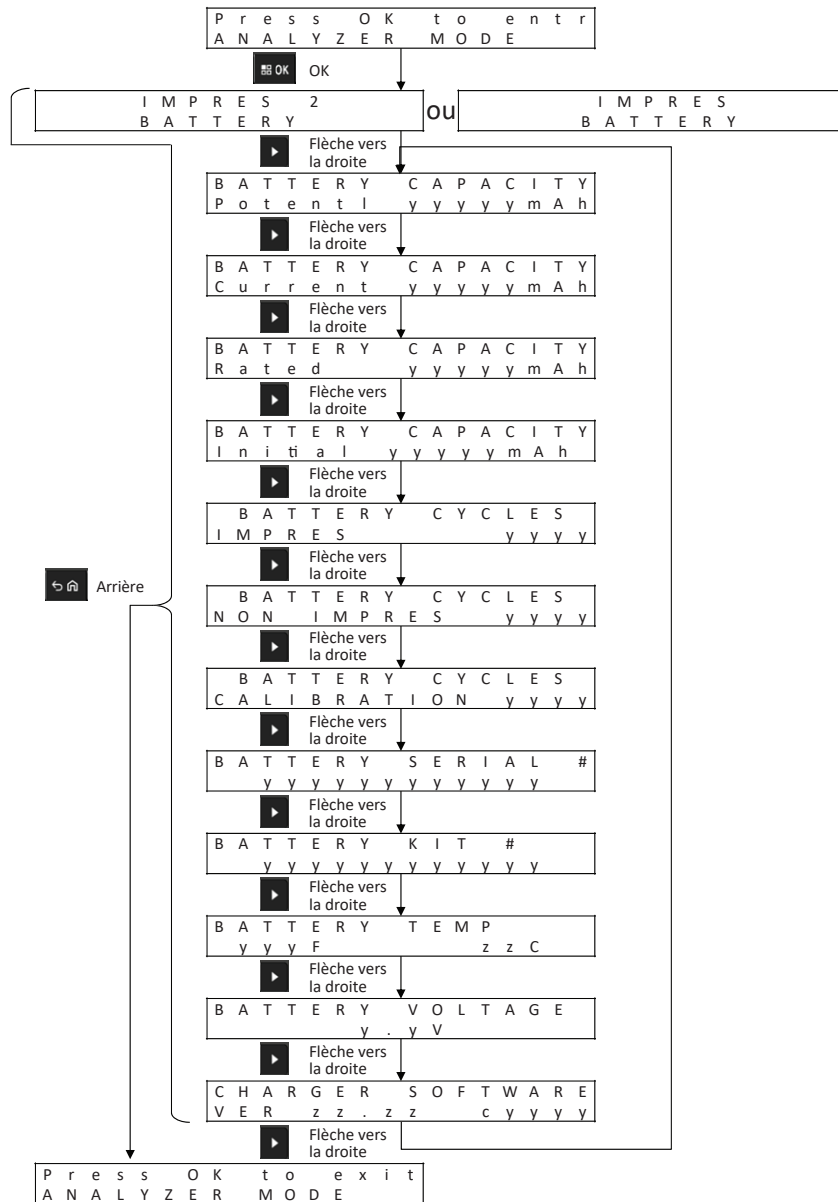 Press OK to entr
ANALYZER MODE
OK OK
IMPRES 2
BATTERY
ou
IMPRES
BATTERY
Flèche vers
la droite
BATTERY CAPACITY
Potentl yyyyymAh
Flèche vers
la droite
BATTERY CAPACITY
Current yyyyymAh
Flèche vers
la droite
BATTERY CAPACITY
Rated yyyyymAh
Flèche vers
la droite
BATTERY CAPACITY
Initial yyyyymAh
Flèche vers
la droite
BATTERY CYCLES
IMPRES yyyy
Flèche vers
la droite
Arrière
BATTERY CYCLES
NON IMPRES yyyy
Flèche vers
la droite
BATTERY CYCLES
CALIBRATION yyyy
Flèche vers
la droite
BATTERY SERIAL #
yyyyyyyyyyyy
Flèche vers
la droite
BATTERY KIT #
yyyyyyyyyyyy
Flèche vers
la droite
BATTERY TEMP
yyyF zzC
Flèche vers
la droite
BATTERY VOLTAGE
y.yV
Flèche vers
la droite
CHARGER SOFTWARE
VER zz.zz cyyyy
Flèche vers
la droite
Press OK to exit
ANALYZER MODE